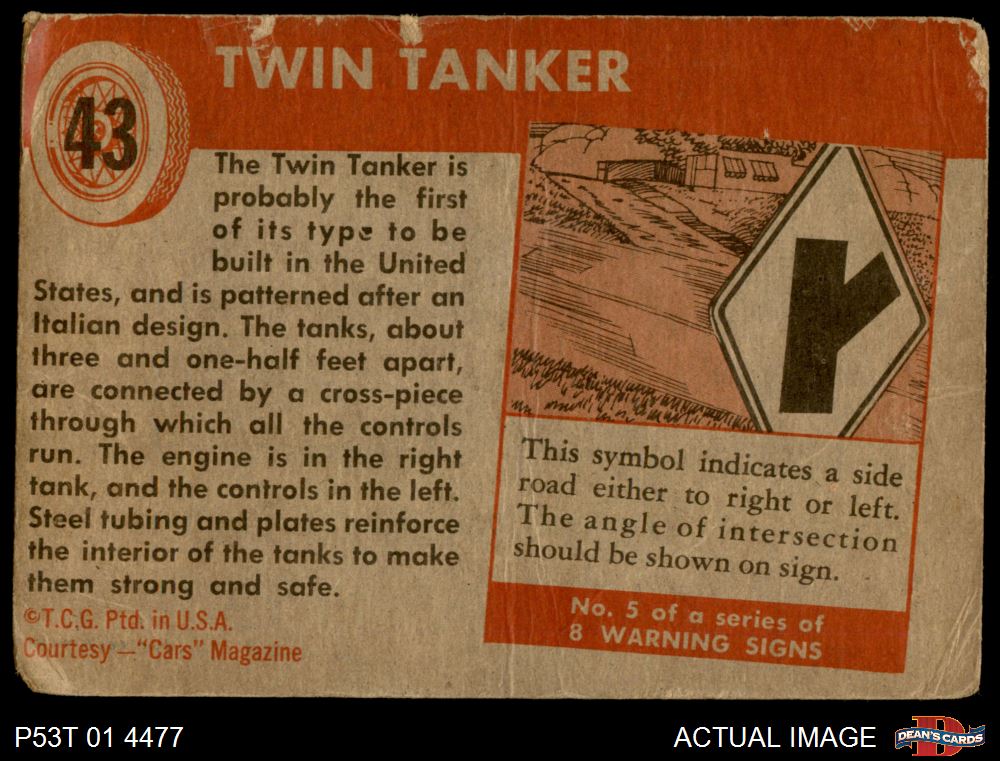 43
TWIN TANKER
The Twin Tanker is
probably the first
of its type to be
built in the United
States, and is patterned after an
Italian design. The tanks, about
three and one-half feet apart,
are connected by a cross-piece
through which all the controls
run. The engine is in the right
tank, and the controls in the left.
Steel tubing and plates reinforce
the interior of the tanks to make
them strong and safe.
©T.C.G. Ptd. in U.S.A.
Courtesy—"Cars" Magazine
This symbol indicates a side
road either to right or left.
The angle of intersection
should be shown on sign.
No. 5 of a series of
8 WARNING SIGNS
P53T 01 4477
ACTUAL IMAGE
D
DEAN'S CARDS